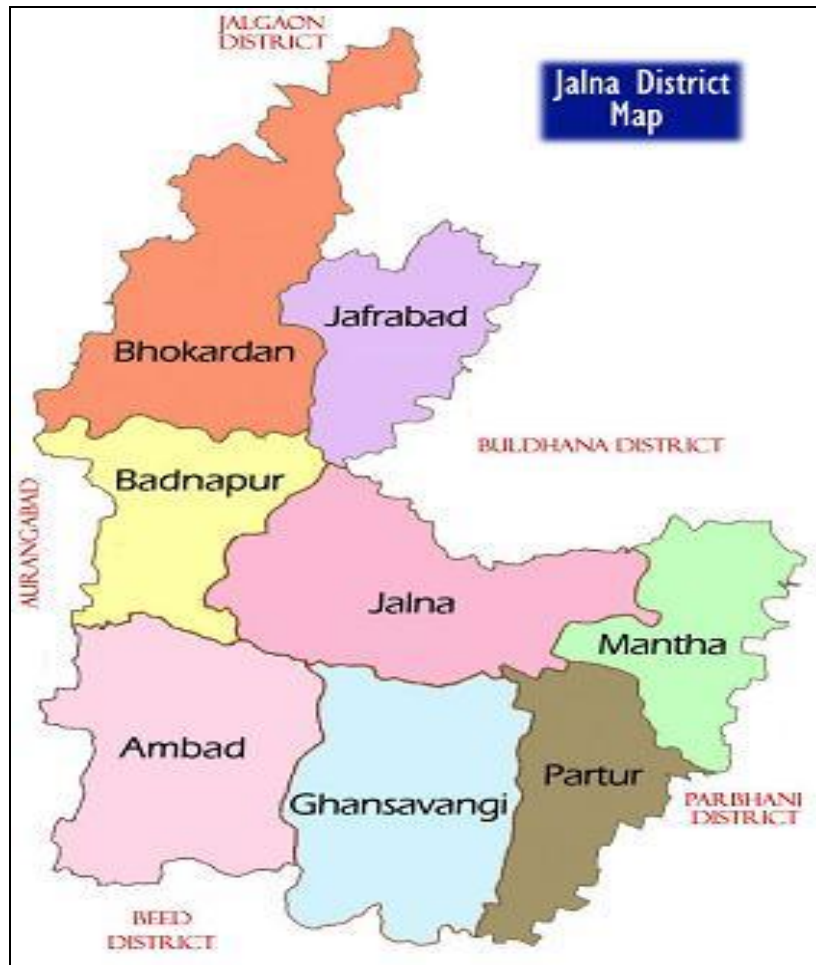 JALGAON
DISTRICT
Jalna District
Map
Jafrabad
Bhokardan
BULDHANA DISTRICT
Badnapur
AURANGABAD
Jalna
Mantha
Ambad
Partur
Ghansavangi
PARBHANI
DISTRICT
BEED
DISTRICT